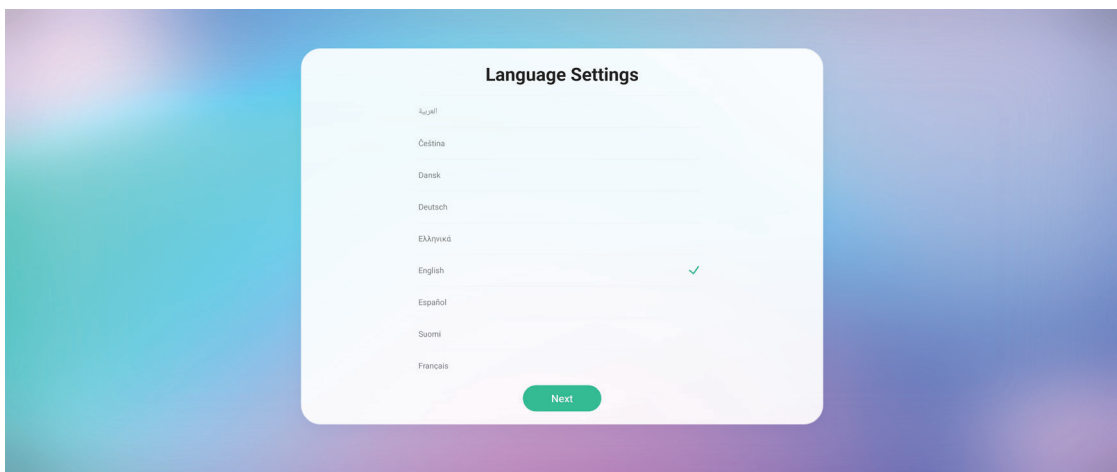 Language Settings
العربية
Čeština
Dansk
Deutsch
Ελληνικά
English
Español
Suomi
Français
Next